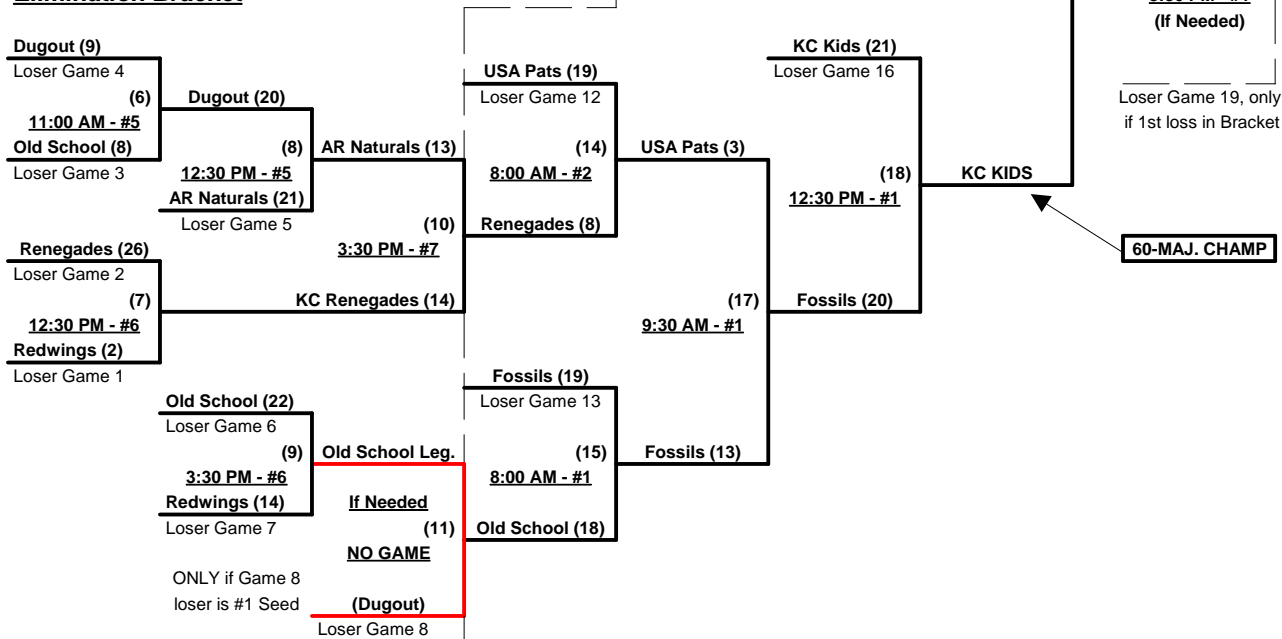 Elimination Bracket
(If Needed)
Loser Game 19, only
if 1st loss in Bracket
Dugout (9)
Loser Game 4
(6)
11:00 AM - #5
Old School (8)
Loser Game 3
Dugout (20)
(8)
12:30 PM - #5
AR Naturals (21)
Loser Game 5
AR Naturals (13)
(10)
3:30 PM - #7
Renegades (26)
Loser Game 2
(7)
12:30 PM - #6
Redwings (2)
Loser Game 1
KC Renegades (14)
USA Pats (19)
Loser Game 12
(14)
8:00 AM - #2
Renegades (8)
USA Pats (3)
(17)
9:30 AM - #1
KC Kids (21)
Loser Game 16
(18)
12:30 PM - #1
Fossils (20)
KC KIDS
60-MAJ. CHAMP
Old School (22)
Loser Game 6
(9)
3:30 PM - #6
Redwings (14)
Loser Game 7
Old School Leg.
If Needed
(11)
NO GAME
ONLY if Game 8
loser is #1 Seed
(Dugout)
Loser Game 8
Fossils (19)
Loser Game 13
(15)
8:00 AM - #1
Old School (18)
Fossils (13)